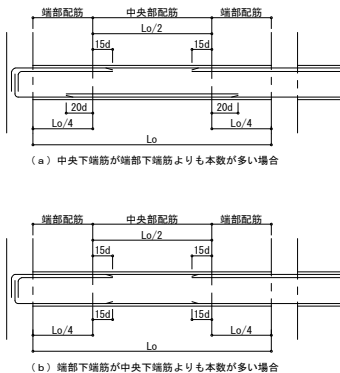 端部配筋 中央部配筋 端部配筋
Lo/2
15d 15d
20d 20d
Lo/4 Lo/4
Lo
(a) 中央下端筋が端部下端筋よりも本数が多い場合
端部配筋 中央部配筋 端部配筋
Lo/2
15d 15d
15d 15d
Lo/4 Lo/4
Lo
(b) 端部下端筋が中央下端筋よりも本数が多い場合